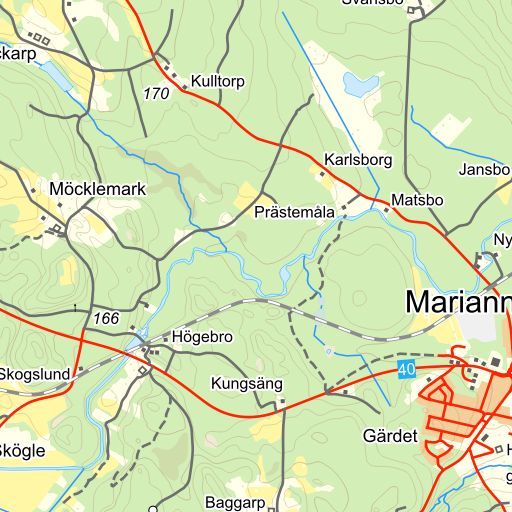 Svansbo
ckarp
Kulltorp
170
Karlsborg
Jansbo
Möcklemark
Matsbo
Prästemåla
Ny
Mariann
166
Högebro
Skogslund
40
Kungsäng
Gärdet
Skögle
H
g
Baggarp